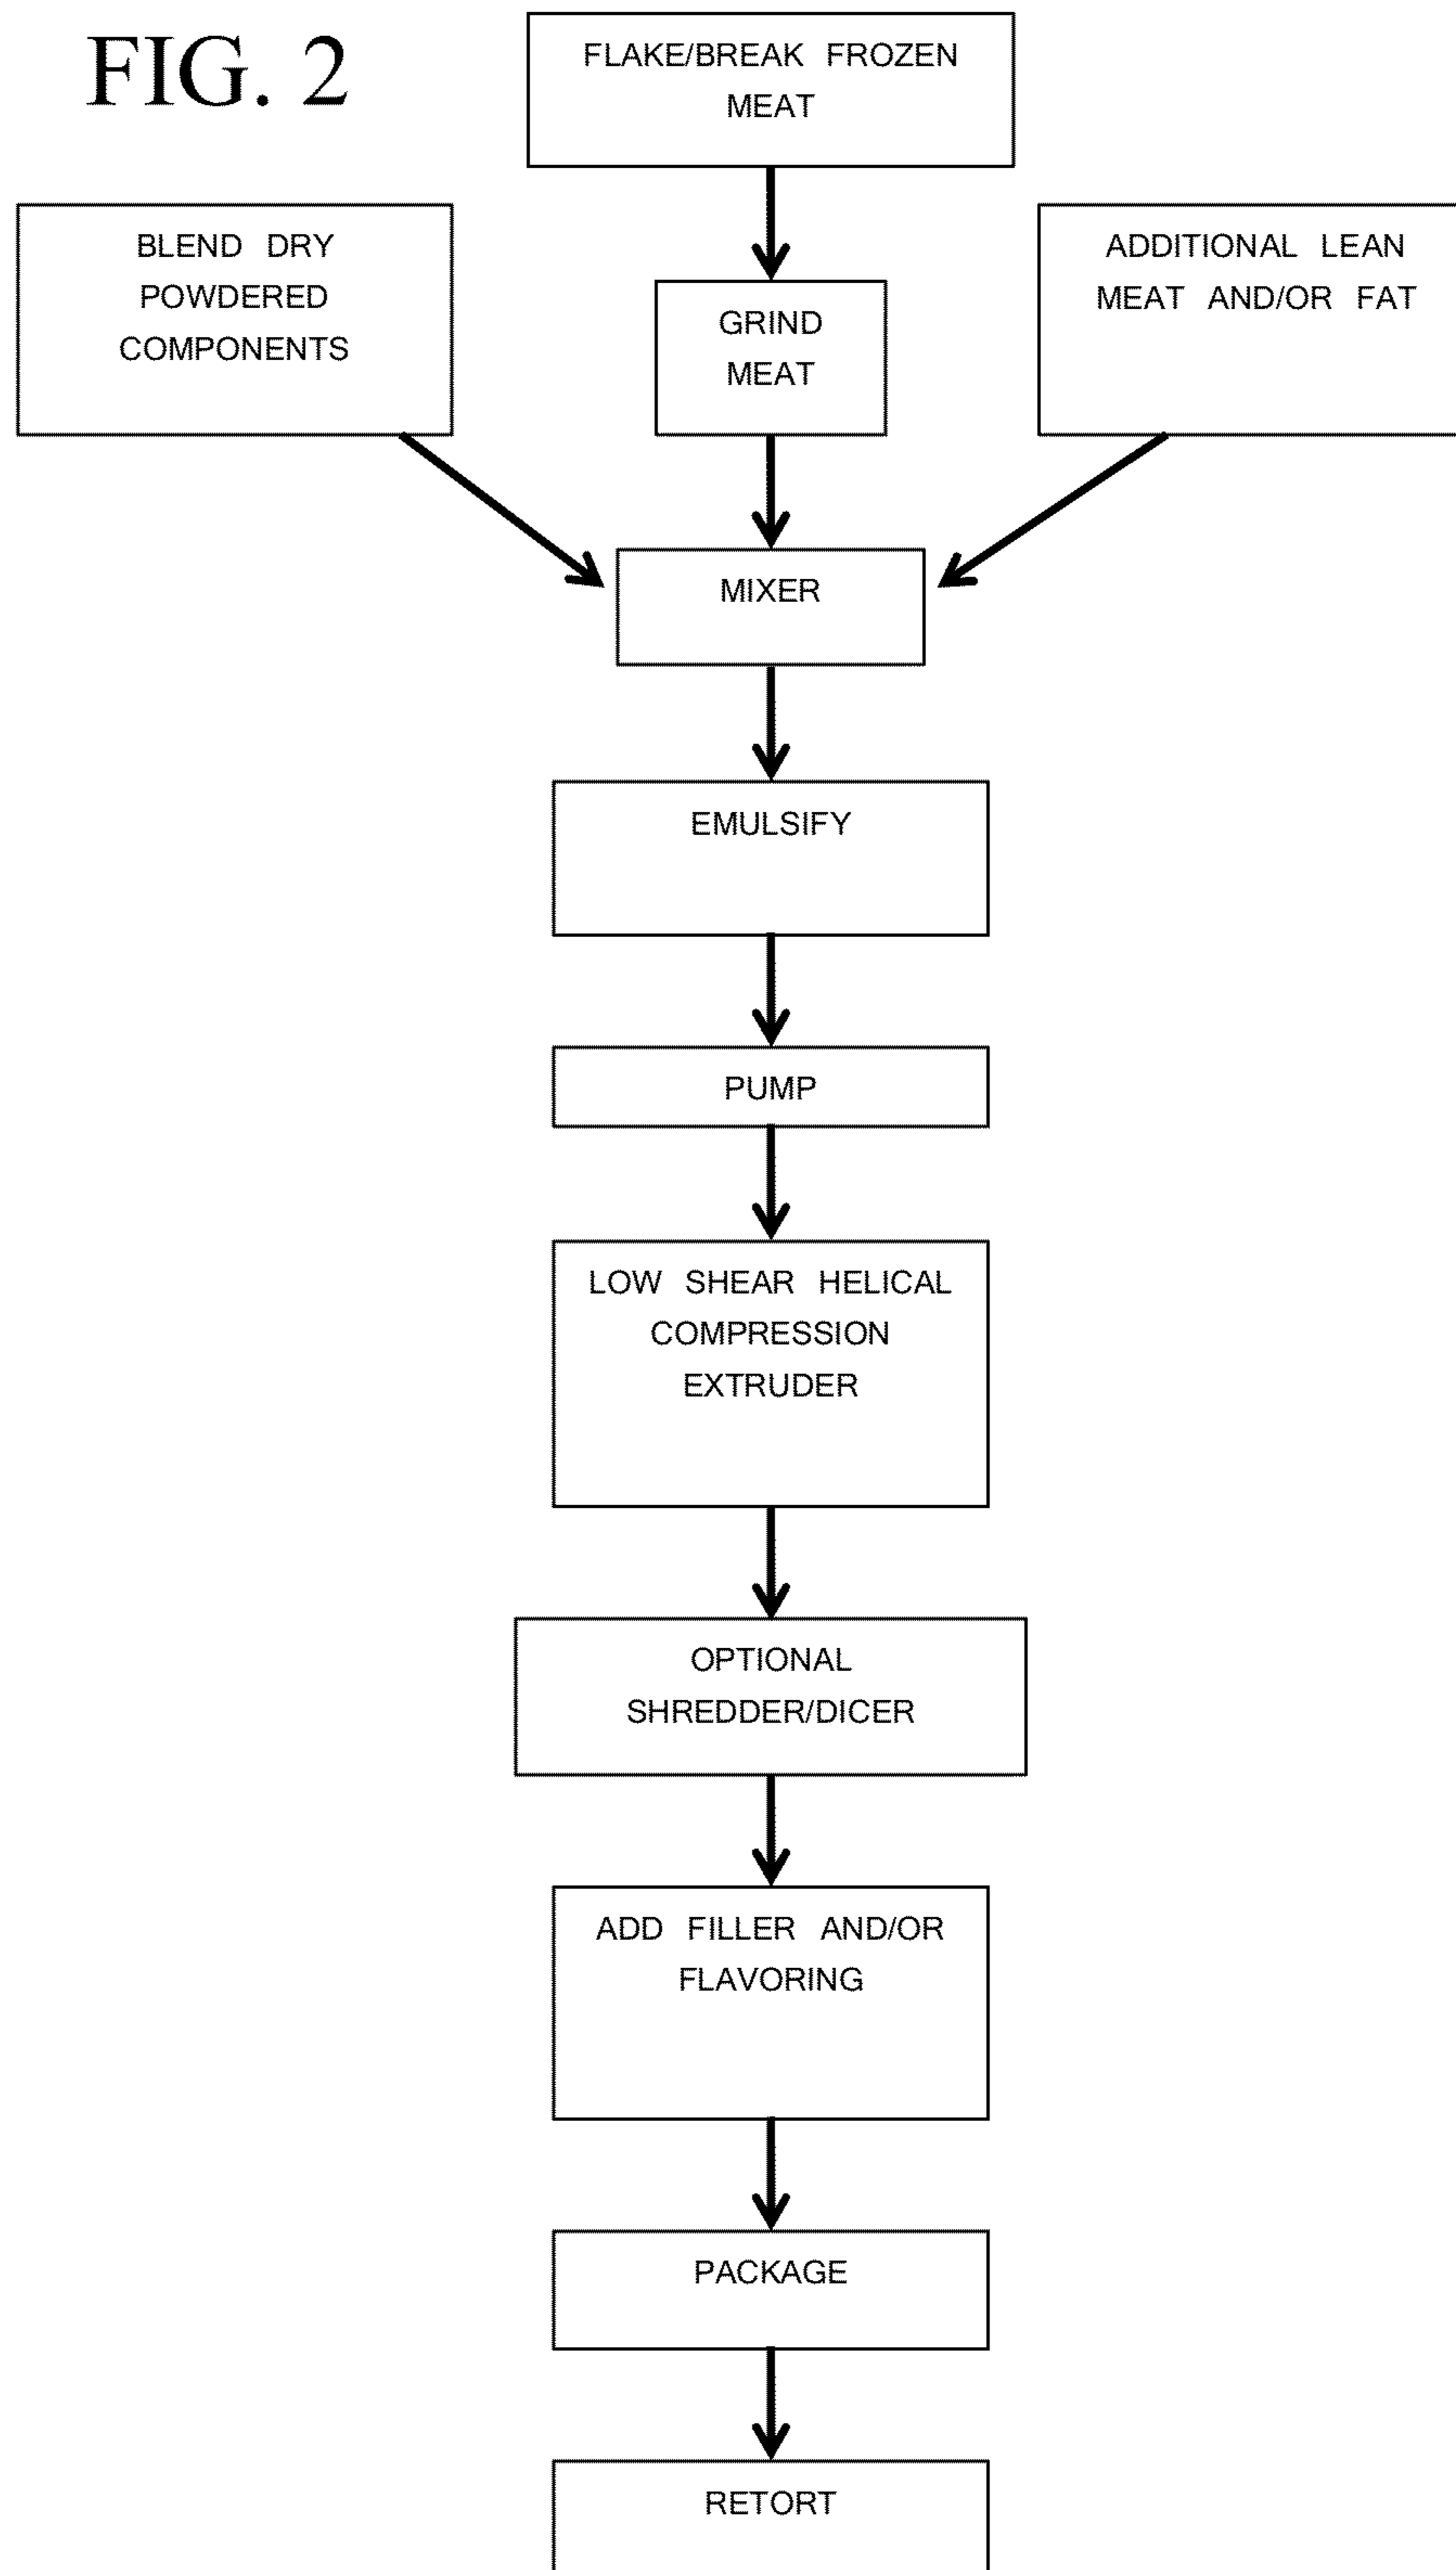 FIG. 2
FLAKE/BREAK FROZEN
MEAT
BLEND DRY
POWDERED
COMPONENTS
GRIND
MEAT
ADDITIONAL LEAN
MEAT AND/OR FAT
MIXER
EMULSIFY
PUMP
LOW SHEAR HELICAL
COMPRESSION
EXTRUDER
OPTIONAL
SHREDDER/DICER
ADD FILLER AND/OR
FLAVORING
PACKAGE
RETORT